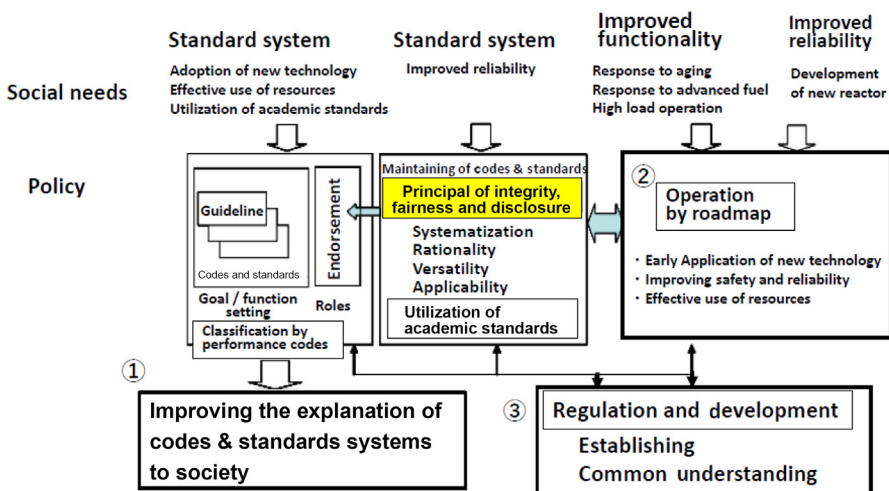 Social needs
Standard system
Adoption of new technology
Effective use of resources
Utilization of academic standards
Standard system
Improved reliability
Improved
functionality
Response to aging
Response to advanced fuel
High load operation
Improved
reliability
Development
of new reactor
Policy
Guideline
Codes and standards
Endorsement
Goal / function
setting
Roles
Classification by
performance codes
Maintaining of codes & standards
Principal of integrity,
fairness and disclosure
Systematization
Rationality
Versatility
Applicability
Utilization of
academic standards
②
Operation
by roadmap
・Early Application of new technology
・Improving safety and reliability
・Effective use of resources
①
Improving the explanation of
codes & standards systems
to society
③
Regulation and development
Establishing
Common understanding